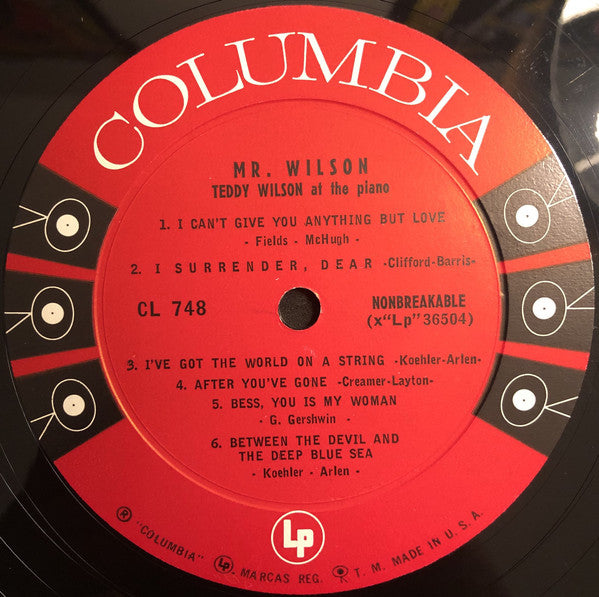 COLUMBIA
MR. WILSON
TEDDY WILSON at the piano
1. I CAN'T GIVE YOU ANYTHING BUT LOVE
- Fields - McHugh -
2. I SURRENDER, DEAR -Clifford-Barris-
CL 748
NONBREAKABLE
(x"Lp"36504)
3. I'VE GOT THE WORLD ON A STRING -Koehler-Arlen-
4. AFTER YOU'VE GONE -Creamer-Layton-
5. BESS, YOU IS MY WOMAN
- G. Gershwin -
6. BETWEEN THE DEVIL AND
THE DEEP BLUE SEA
- Koehler - Arlen -
Lp
® "COLUMBIA" Lp MARCAS REG. T. M. MADE IN U. S. A.